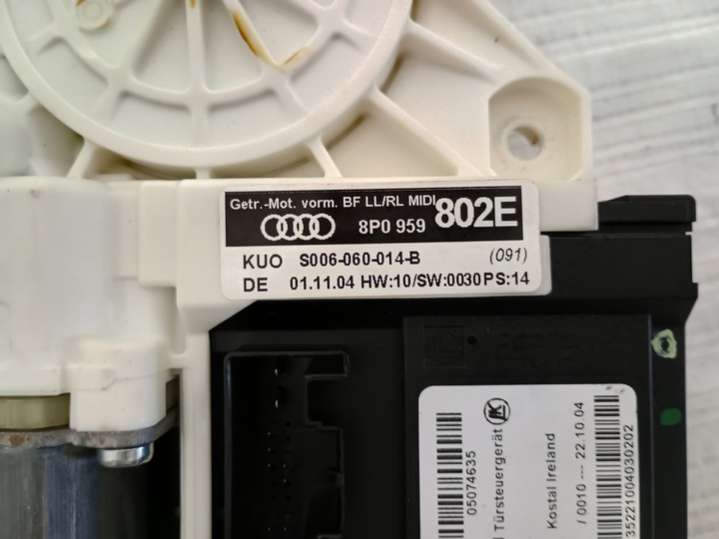 Getr.-Mot. vorm. BF LL/RL MIDI
8P0 959 802E
KUO S006-060-014-B (091)
DE 01.11.04 HW:10/SW:0030 PS:14
05074635
Türsteuergerät
Kostal Ireland
/ 0010 --- 22.10.04
35221004030202